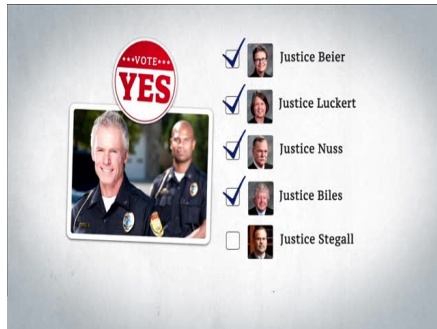 ***VOTE***
YES
Justice Beier
Justice Luckert
Justice Nuss
Justice Biles
Justice Stegall